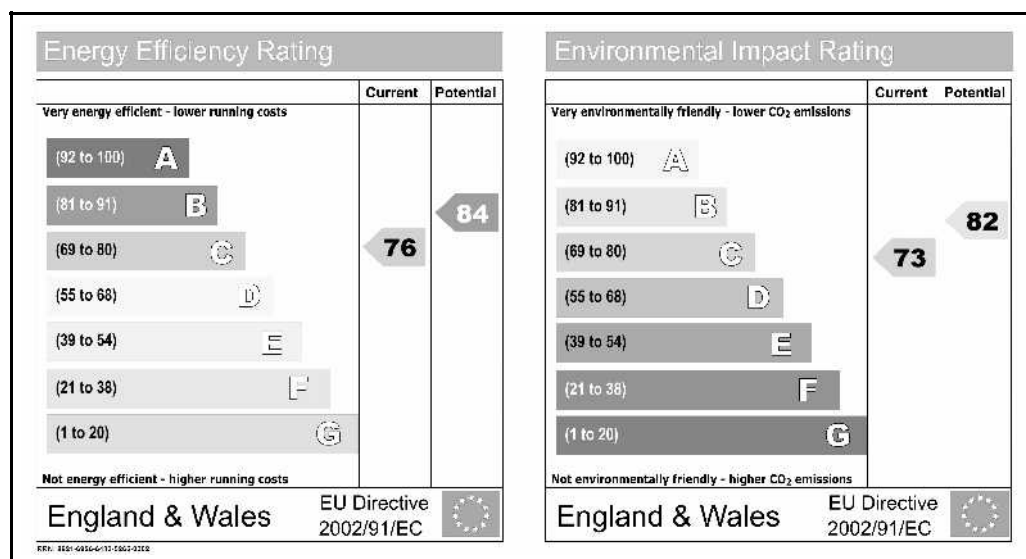 Energy Efficiency Rating
Current Potential
Very energy efficient - lower running costs
(92 to 100) A
(81 to 91) B
(69 to 80) C
(55 to 68) D
(39 to 54) E
(21 to 38) F
(1 to 20) G
76
84
Not energy efficient - higher running costs
England & Wales
EU Directive
2002/91/EC
Environmental Impact Rating
Current Potential
Very environmentally friendly - lower CO₂ emissions
(92 to 100) A
(81 to 91) B
(69 to 80) C
(55 to 68) D
(39 to 54) E
(21 to 38) F
(1 to 20) G
73
82
Not environmentally friendly - higher CO₂ emissions
England & Wales
EU Directive
2002/91/EC